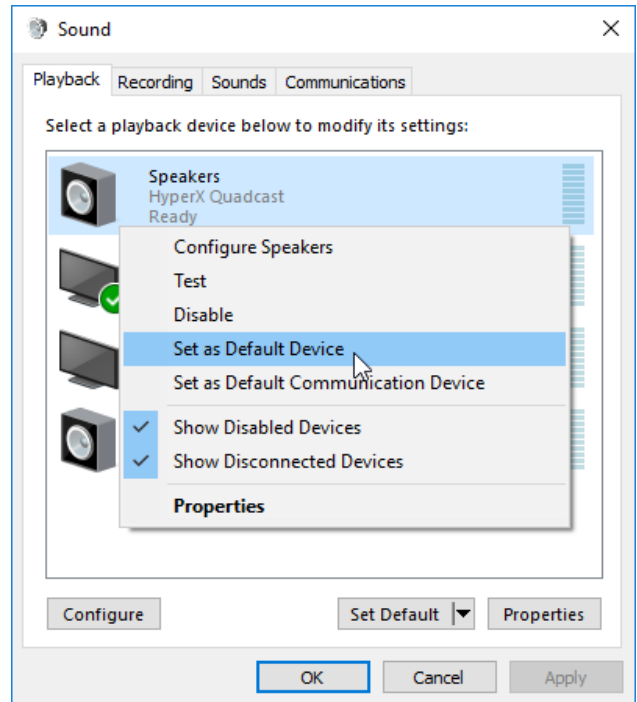 Sound
Playback Recording Sounds Communications
Select a playback device below to modify its settings:
Speakers
HyperX Quadcast
Ready
Configure Speakers
Test
Disable
Set as Default Device
Set as Default Communication Device
Show Disabled Devices
Show Disconnected Devices
Properties
Configure Set Default Properties
OK Cancel Apply